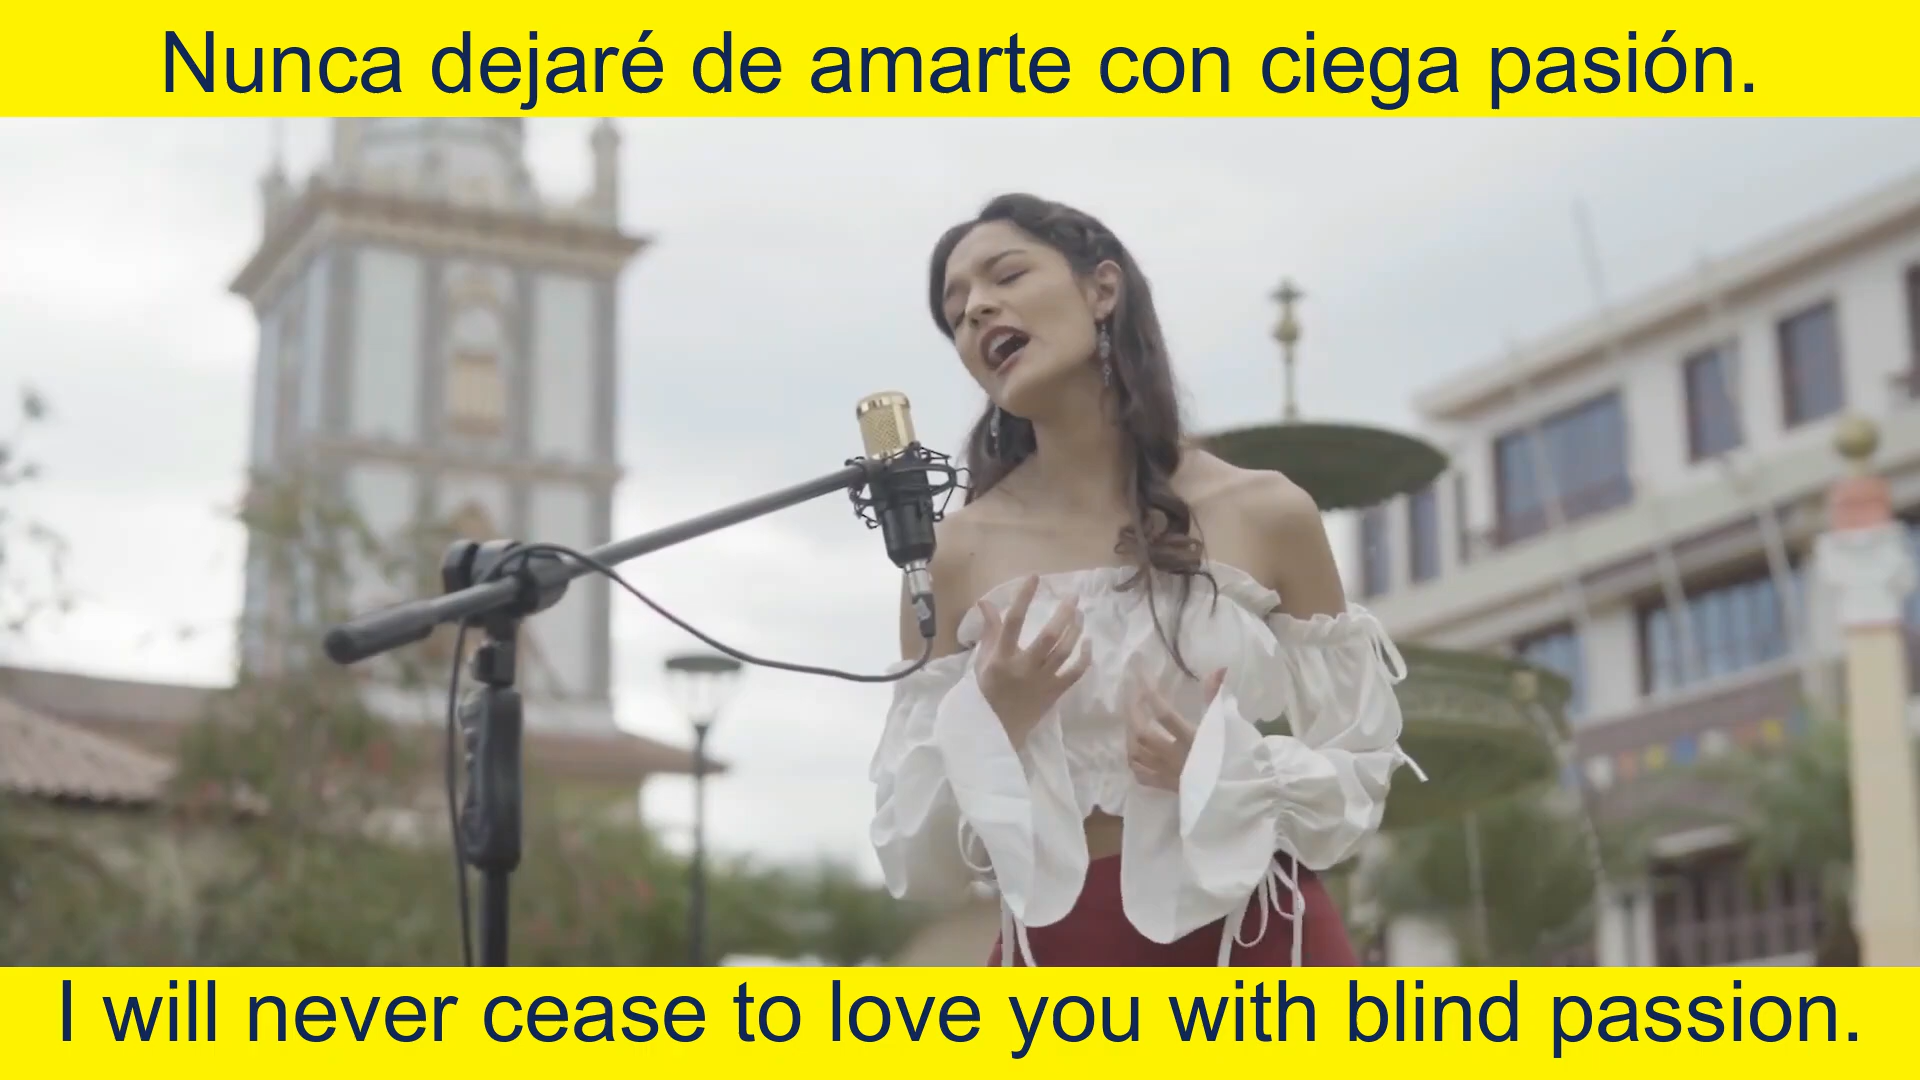 Nunca dejaré de amarte con ciega pasión.
I will never cease to love you with blind passion.